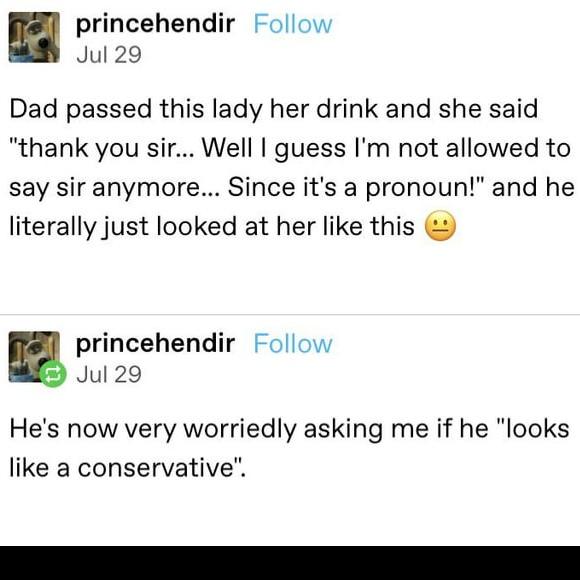 princehendir Follow
Jul 29
Dad passed this lady her drink and she said
"thank you sir... Well I guess I'm not allowed to
say sir anymore... Since it's a pronoun!" and he
literally just looked at her like this 😐
princehendir Follow
Jul 29
He's now very worriedly asking me if he "looks
like a conservative".